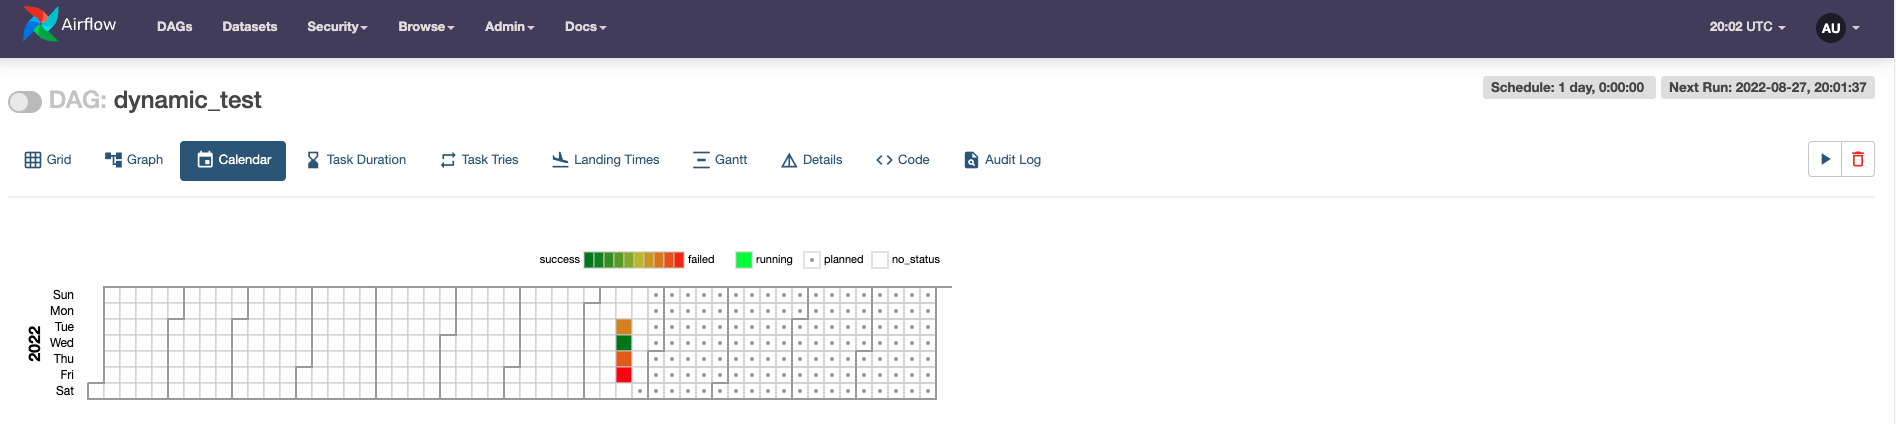 Airflow DAGs Datasets Security Browse Admin Docs 20:02 UTC AU
DAG: dynamic_test Schedule: 1 day, 0:00:00 Next Run: 2022-08-27, 20:01:37
Grid Graph Calendar Task Duration Task Tries Landing Times Gantt Details Code Audit Log
success failed running planned no_status
2022
Sun
Mon
Tue
Wed
Thu
Fri
Sat